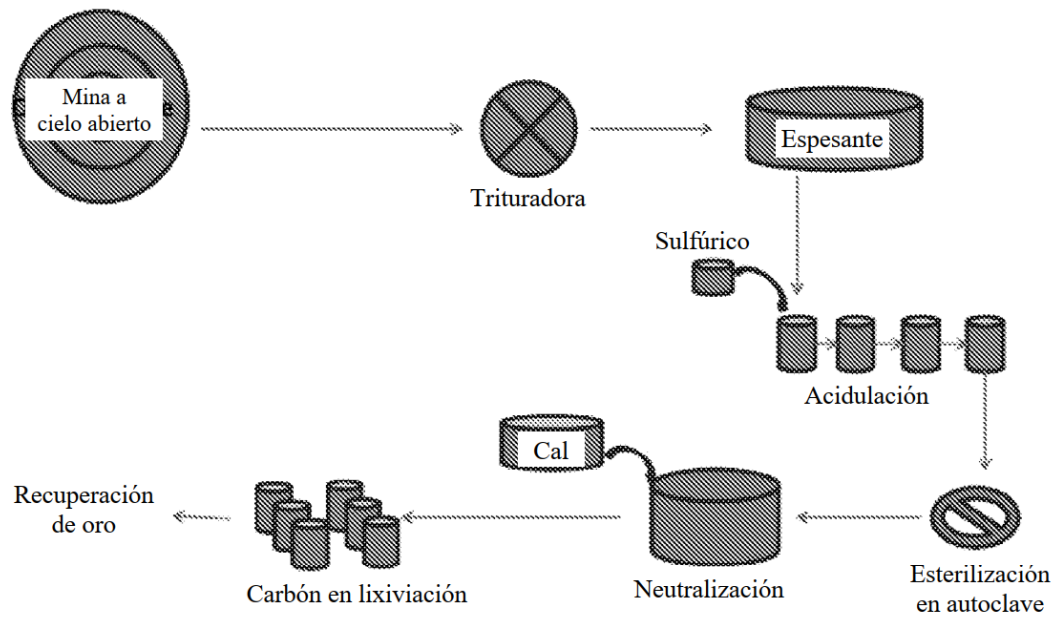 Mina a
cielo abierto
Trituradora
Espesante
Sulfúrico
Acidulación
Cal
Recuperación
de oro
Carbón en lixiviación
Neutralización
Esterilización
en autoclave